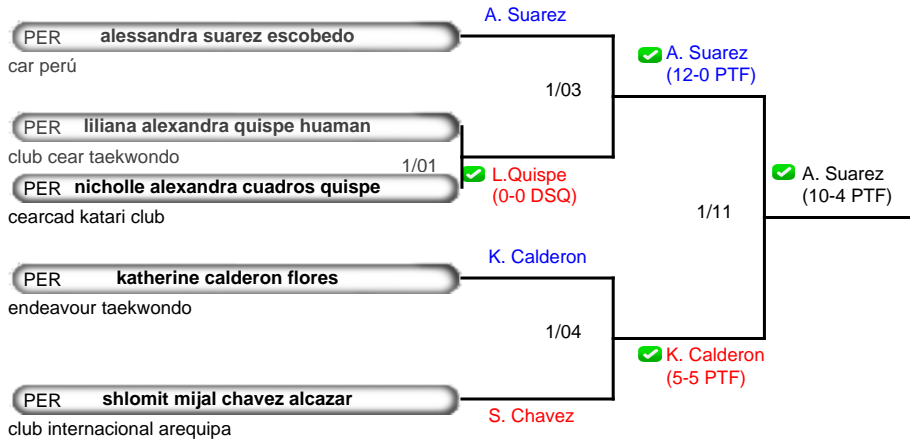 A. Suarez
PER alessandra suarez escobedo
car perú
A. Suarez
(12-0 PTF)
1/03
PER liliana alexandra quispe huaman
club cear taekwondo
1/01
L.Quispe
(0-0 DSQ)
PER nicholle alexandra cuadros quispe
cearcad katari club
A. Suarez
(10-4 PTF)
1/11
K. Calderon
PER katherine calderon flores
endeavour taekwondo
1/04
K. Calderon
(5-5 PTF)
PER shlomit mijal chavez alcazar
S. Chavez
club internacional arequipa